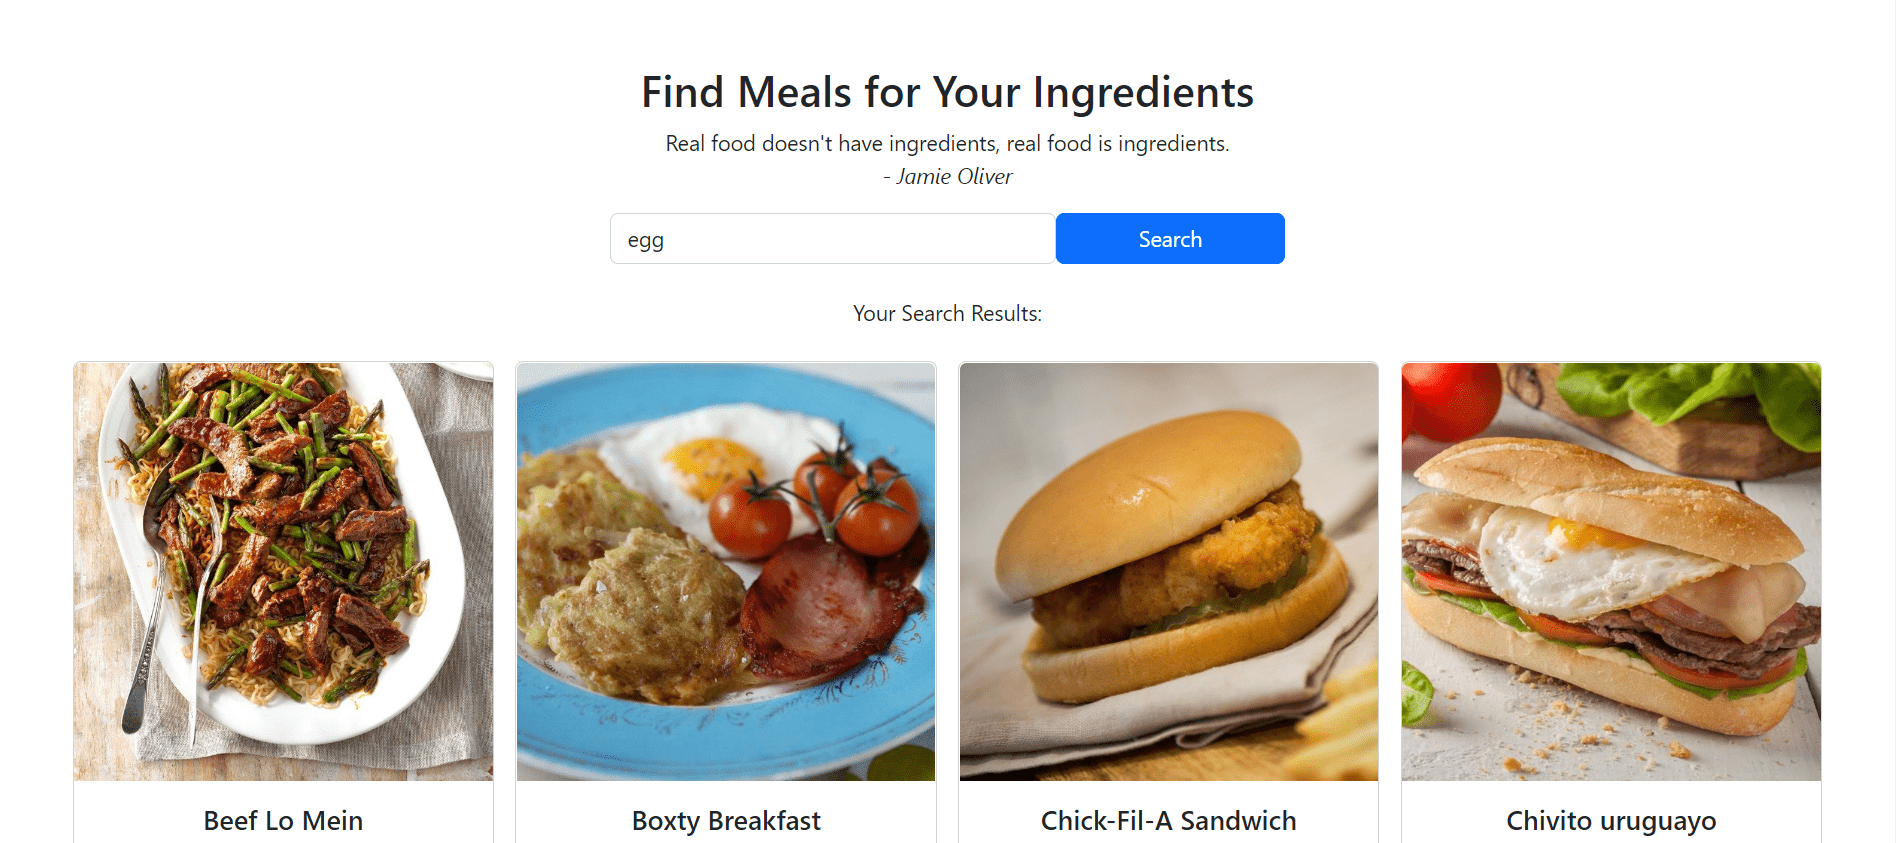 Find Meals for Your Ingredients
Real food doesn't have ingredients, real food is ingredients.
- Jamie Oliver
egg
Search
Your Search Results:
Beef Lo Mein
Boxty Breakfast
Chick-Fil-A Sandwich
Chivito uruguayo